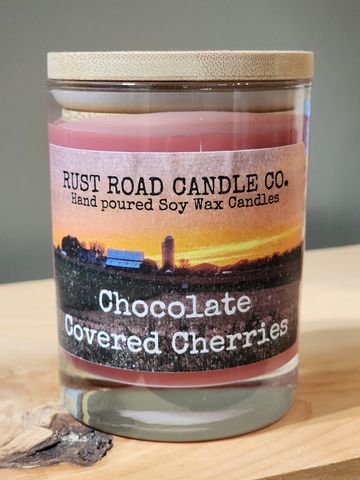 RUST ROAD CANDLE CO.
Hand poured Soy Wax Candles
Chocolate
Covered Cherries